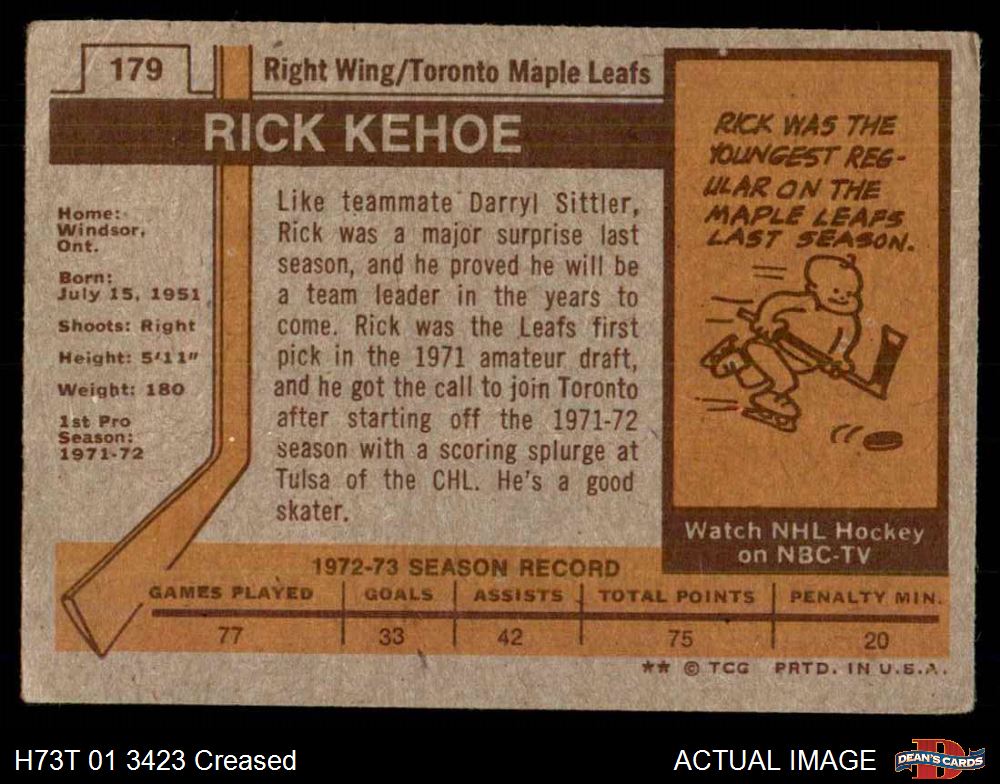 179
Right Wing/Toronto Maple Leafs
RICK KEHOE
Home:
Windsor,
Ont.
Born:
July 15, 1951
Shoots: Right
Height: 5'11"
Weight: 180
1st Pro
Season:
1971-72
Like teammate Darryl Sittler,
Rick was a major surprise last
season, and he proved he will be
a team leader in the years to
come. Rick was the Leafs first
pick in the 1971 amateur draft,
and he got the call to join Toronto
after starting off the 1971-72
season with a scoring splurge at
Tulsa of the CHL. He's a good
skater.
RICK WAS THE
YOUNGEST REG-
ULAR ON THE
MAPLE LEAFS
LAST SEASON.
Watch NHL Hockey
on NBC-TV
1972-73 SEASON RECORD
GAMES PLAYED GOALS ASSISTS TOTAL POINTS PENALTY MIN.
77 33 42 75 20
** © TCG PRTD. IN U.S.A.
H73T 01 3423 Creased
ACTUAL IMAGE
DEAN'S CARDS